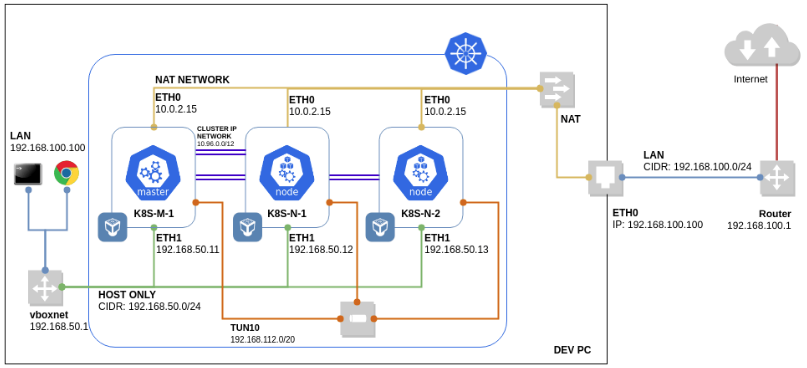 NAT NETWORK
ETH0
10.0.2.15
ETH0
10.0.2.15
ETH0
10.0.2.15
NAT
Internet
CLUSTER IP
NETWORK
10.96.0.0/12
LAN
192.168.100.100
master
node
node
K8S-M-1
K8S-N-1
K8S-N-2
LAN
CIDR: 192.168.100.0/24
ETH0
IP: 192.168.100.100
Router
192.168.100.1
ETH1
192.168.50.11
ETH1
192.168.50.12
ETH1
192.168.50.13
HOST ONLY
CIDR: 192.168.50.0/24
vboxnet
192.168.50.1
TUN10
192.168.112.0/20
DEV PC